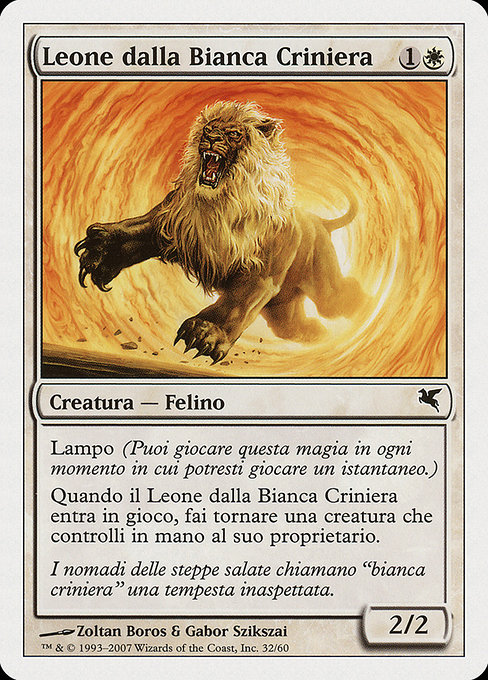 Leone dalla Bianca Criniera 1
Creatura — Felino
Lampo (Puoi giocare questa magia in ogni
momento in cui potresti giocare un istantaneo.)
Quando il Leone dalla Bianca Criniera
entra in gioco, fai tornare una creatura che
controlli in mano al suo proprietario.
I nomadi delle steppe salate chiamano “bianca
criniera” una tempesta inaspettata.
Zoltan Boros & Gabor Szikszai
2/2
™ & © 1993–2007 Wizards of the Coast, Inc. 32/60